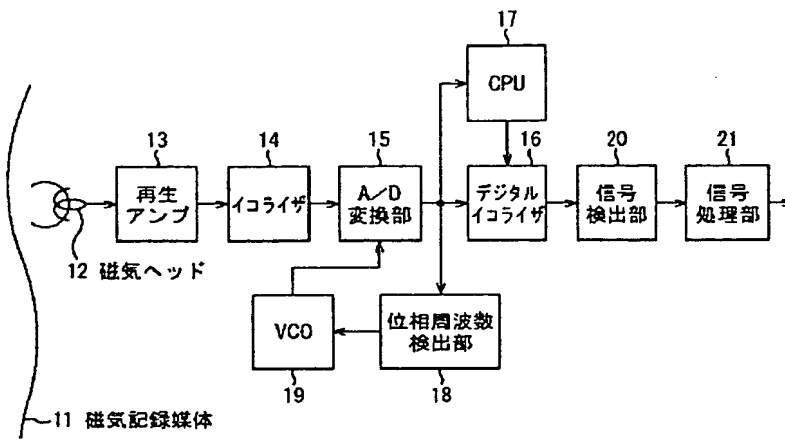 17
CPU
13
再生
アンプ
14
イコライザ
15
A/D
変換部
16
デジタル
イコライザ
20
信号
検出部
21
信号
処理部
12 磁気ヘッド
VCO
19
位相周波数
検出部
18
11 磁気記録媒体